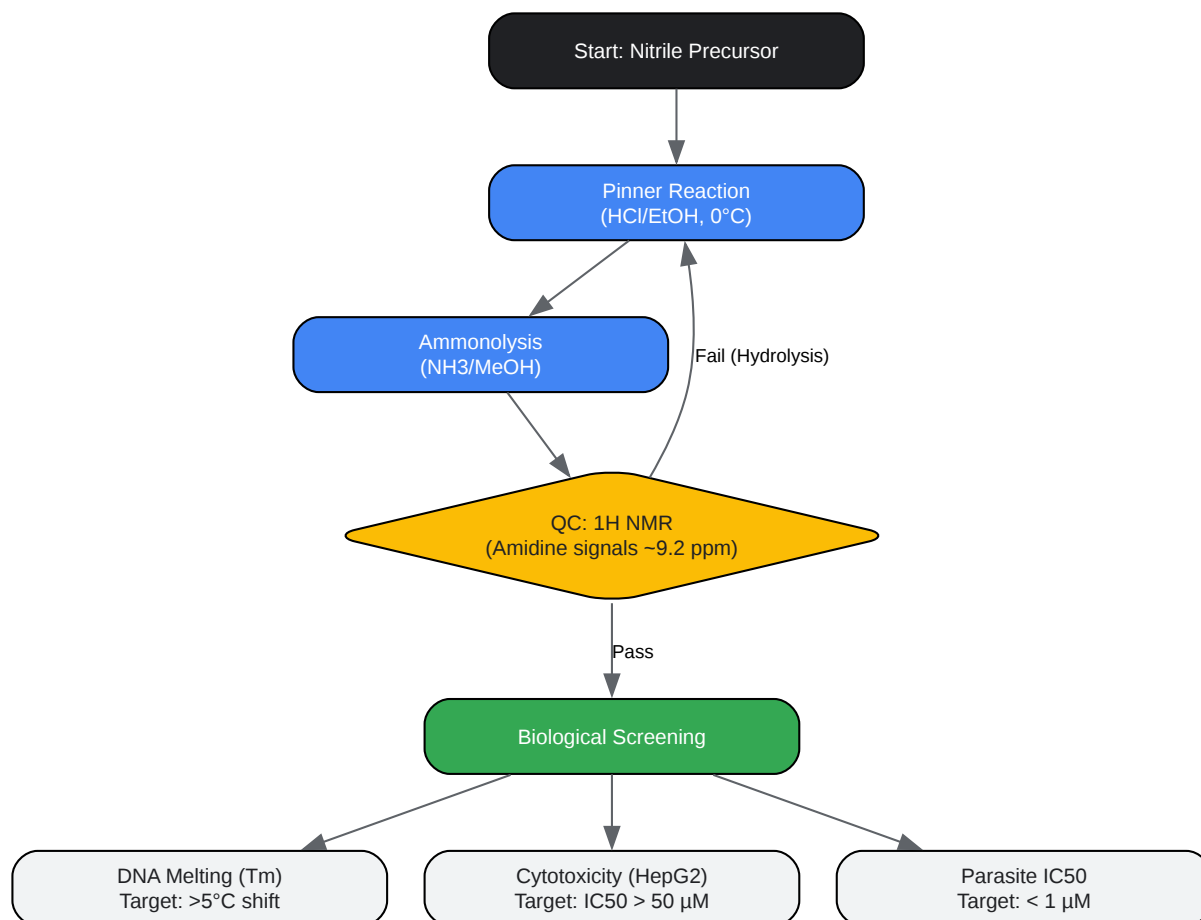 Start: Nitrile Precursor
Pinner Reaction
(HCl/EtOH, 0°C)
Ammonolysis
(NH3/MeOH)
Fail (Hydrolysis)
QC: 1H NMR
(Amidine signals ~9.2 ppm)
Pass
Biological Screening
DNA Melting (Tm)
Target: >5°C shift
Cytotoxicity (HepG2)
Target: IC50 > 50 µM
Parasite IC50
Target: < 1 µM